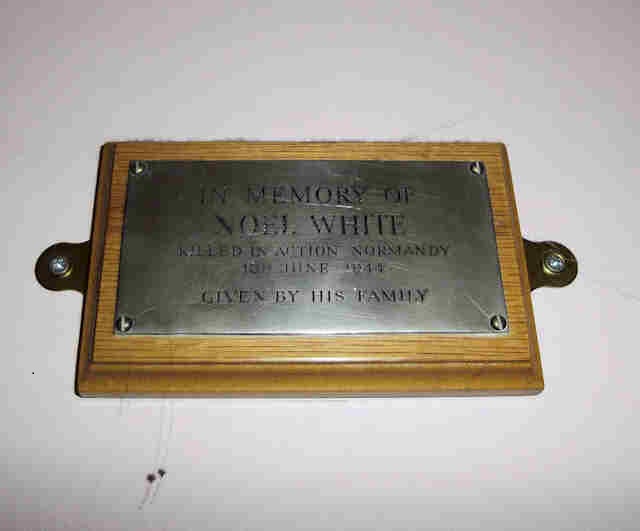 IN MEMORY OF
NOEL WHITE
KILLED IN ACTION NORMANDY
JUNE 1944
GIVEN BY HIS FAMILY